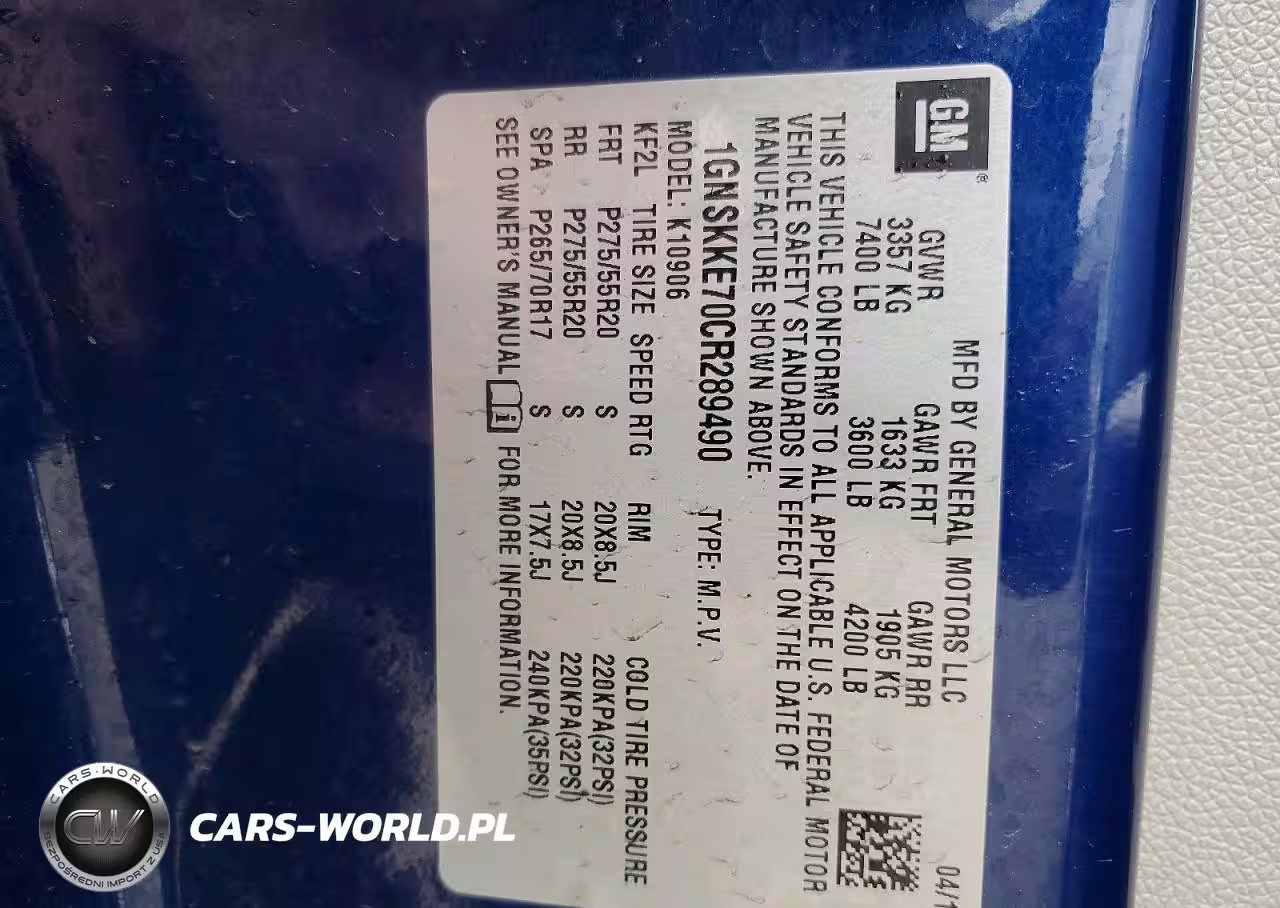 GM®
MFD BY GENERAL MOTORS LLC 04/1
GVWR GAWR FRT GAWR RR
3357 KG 1633 KG 1905 KG
7400 LB 3600 LB 4200 LB
THIS VEHICLE CONFORMS TO ALL APPLICABLE U.S. FEDERAL MOTOR
VEHICLE SAFETY STANDARDS IN EFFECT ON THE DATE OF
MANUFACTURE SHOWN ABOVE.
1GNSKKE70CR289490 TYPE: M.P.V.
MODEL: K10906
KF2L TIRE SIZE SPEED RTG RIM COLD TIRE PRESSURE
FRT P275/55R20 S 20X8.5J 220KPA(32PSI)
RR P275/55R20 S 20X8.5J 220KPA(32PSI)
SPA P265/70R17 S 17X7.5J 240KPA(35PSI)
SEE OWNER'S MANUAL i FOR MORE INFORMATION.
CARS-WORLD
CW
BEZPOŚREDNI IMPORT Z USA
CARS-WORLD.PL